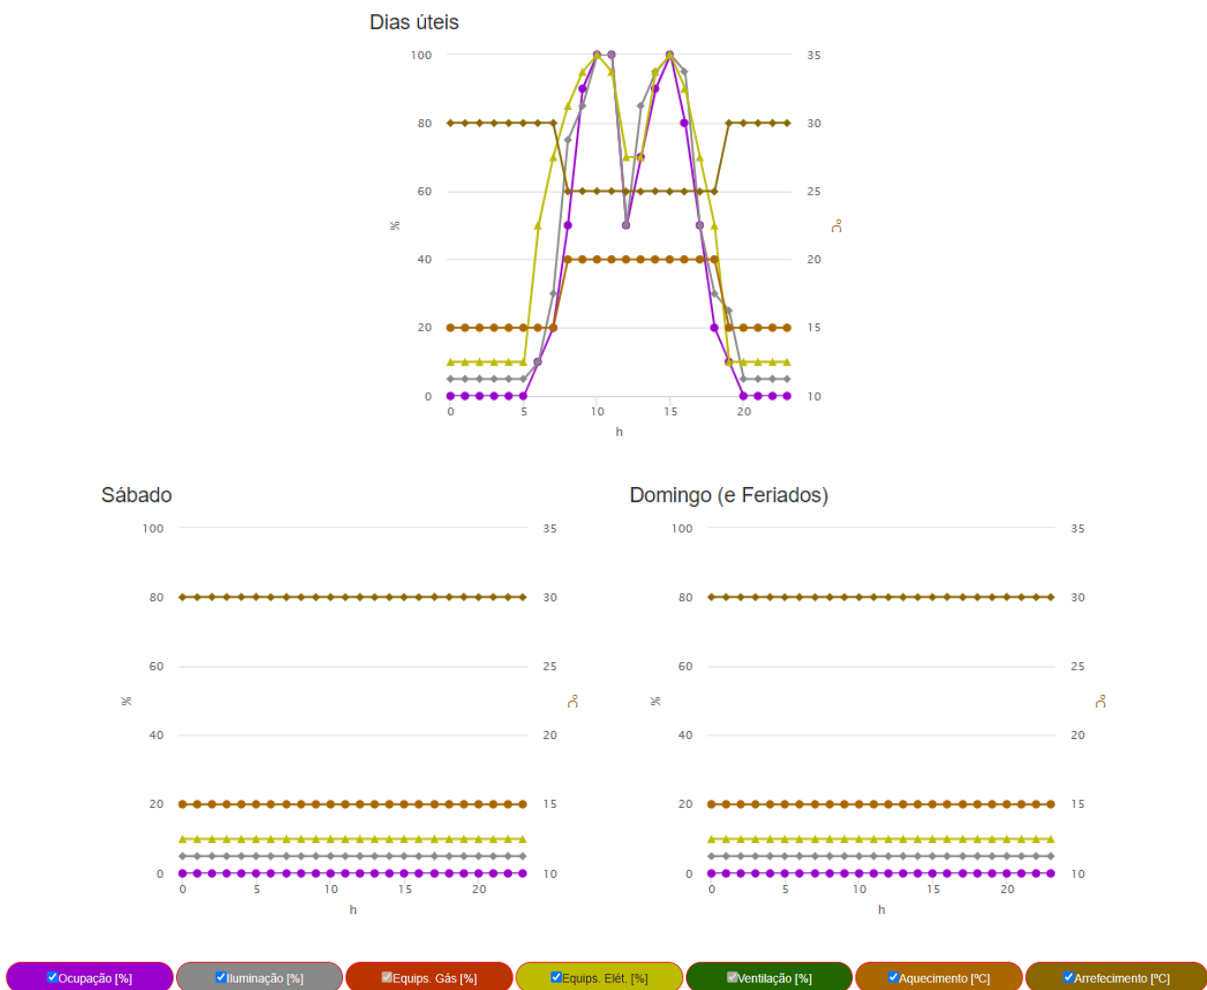 Dias úteis
100 35
80 30
60 25
% ºC
40 20
20 15
0 10
0 5 10 15 20
h
Sábado Domingo (e Feriados)
100 35 100 35
80 30 80 30
60 25 60 25
% ºC % ºC
40 20 40 20
20 15 20 15
0 10 0 10
0 5 10 15 20 0 5 10 15 20
h h
Ocupação [%] Iluminação [%] Equips. Gás [%] Equips. Elét. [%] Ventilação [%] Aquecimento [ºC] Arrefecimento [ºC]